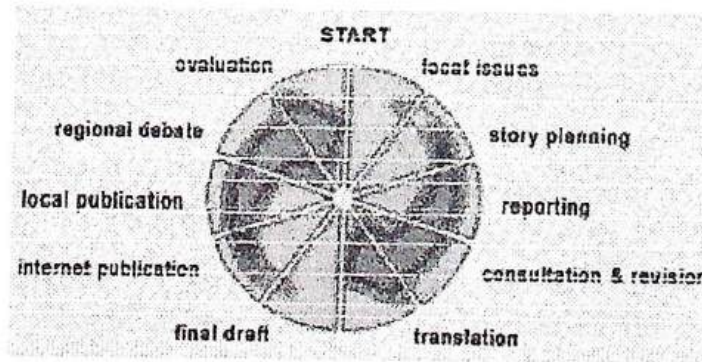 START
evaluation
local issues
regional debate
story planning
local publication
reporting
internet publication
consultation & revision
final draft
translation